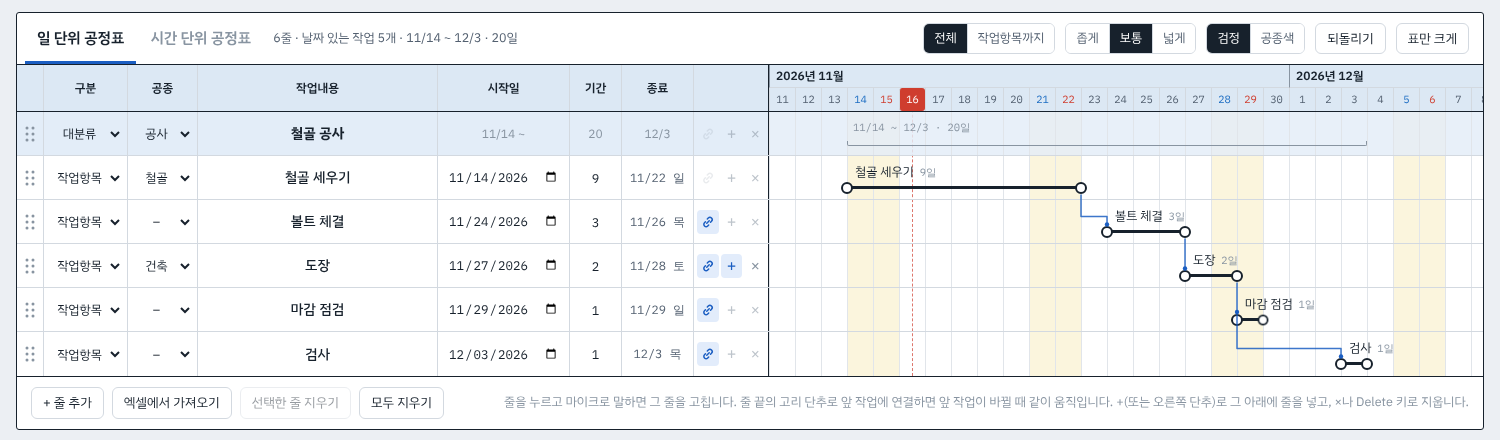 일 단위 공정표 시간 단위 공정표 6줄 · 날짜 있는 작업 5개 · 11/14 ~ 12/3 · 20일 전체 작업항목까지 좁게 보통 넓게 검정 공종색 되돌리기 표만 크게
구분 공종 작업내용 시작일 기간 종료 2026년 11월 2026년 12월
11 12 13 14 15 16 17 18 19 20 21 22 23 24 25 26 27 28 29 30 1 2 3 4 5 6 7
대분류 공사 철골 공사 11/14 ~ 20 12/3 + × 11/14 ~ 12/3 · 20일
작업항목 철골 철골 세우기 11/14/2026 9 11/22 일 + × 철골 세우기 9일
작업항목 – 볼트 체결 11/24/2026 3 11/26 목 + × 볼트 체결 3일
작업항목 건축 도장 11/27/2026 2 11/28 토 + × 도장 2일
작업항목 – 마감 점검 11/29/2026 1 11/29 일 + × 마감 점검 1일
작업항목 – 검사 12/03/2026 1 12/3 목 + × 검사 1일
+ 줄 추가 엑셀에서 가져오기 선택한 줄 지우기 모두 지우기 줄을 누르고 마이크로 말하면 그 줄을 고칩니다. 줄 끝의 고리 단추로 앞 작업에 연결하면 앞 작업이 바뀔 때 같이 움직입니다. +(또는 오른쪽 단추)로 그 아래에 줄을 넣고, ×나 Delete 키로 지웁니다.